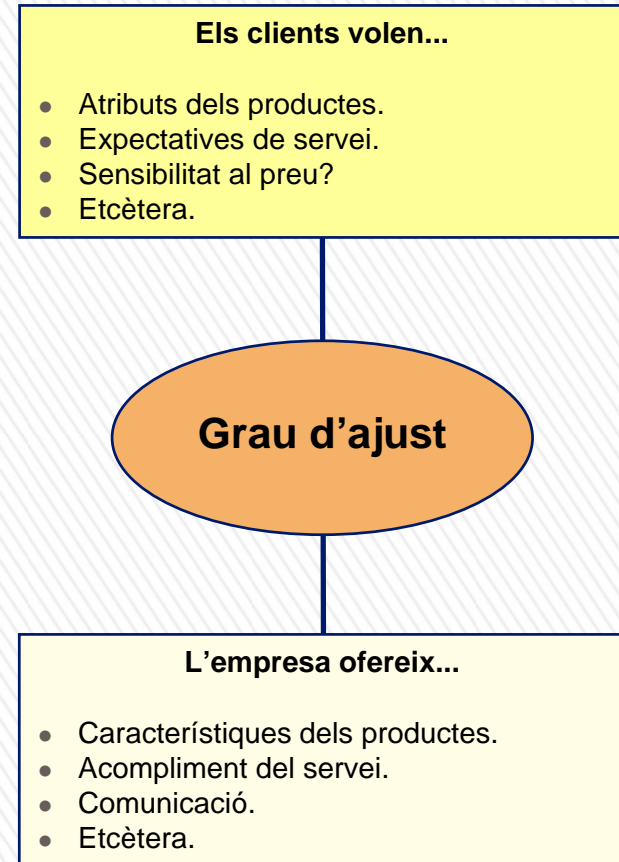 Els clients volen...
● Atributs dels productes.
● Expectatives de servei.
● Sensibilitat al preu?
● Etcètera.
Grau d’ajust
L’empresa ofereix...
● Característiques dels productes.
● Acompliment del servei.
● Comunicació.
● Etcètera.